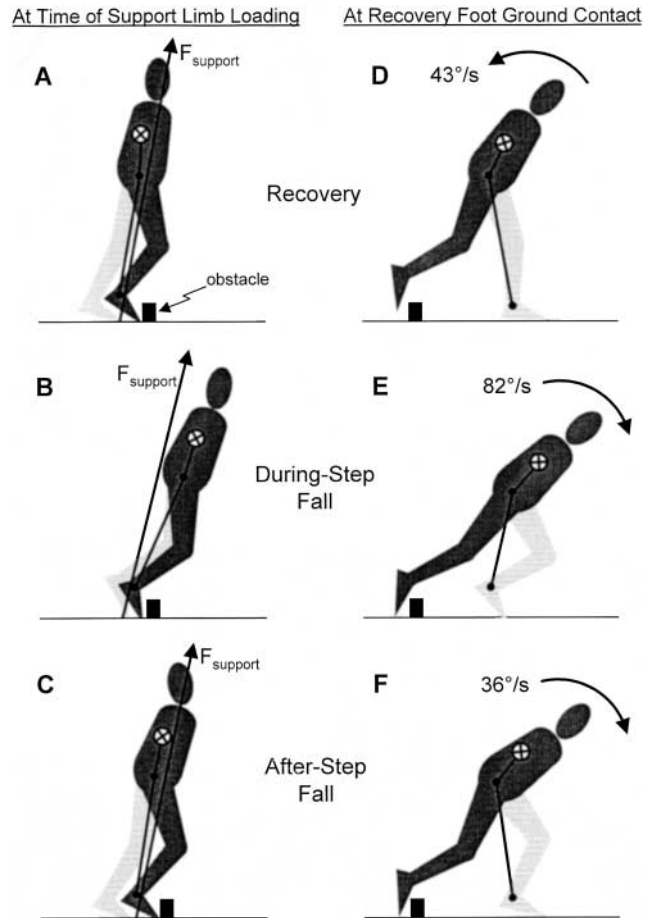 At Time of Support Limb Loading
At Recovery Foot Ground Contact
A
F support
obstacle
Recovery
D
43°/s
B
F support
During-Step
Fall
E
82°/s
C
F support
After-Step
Fall
F
36°/s